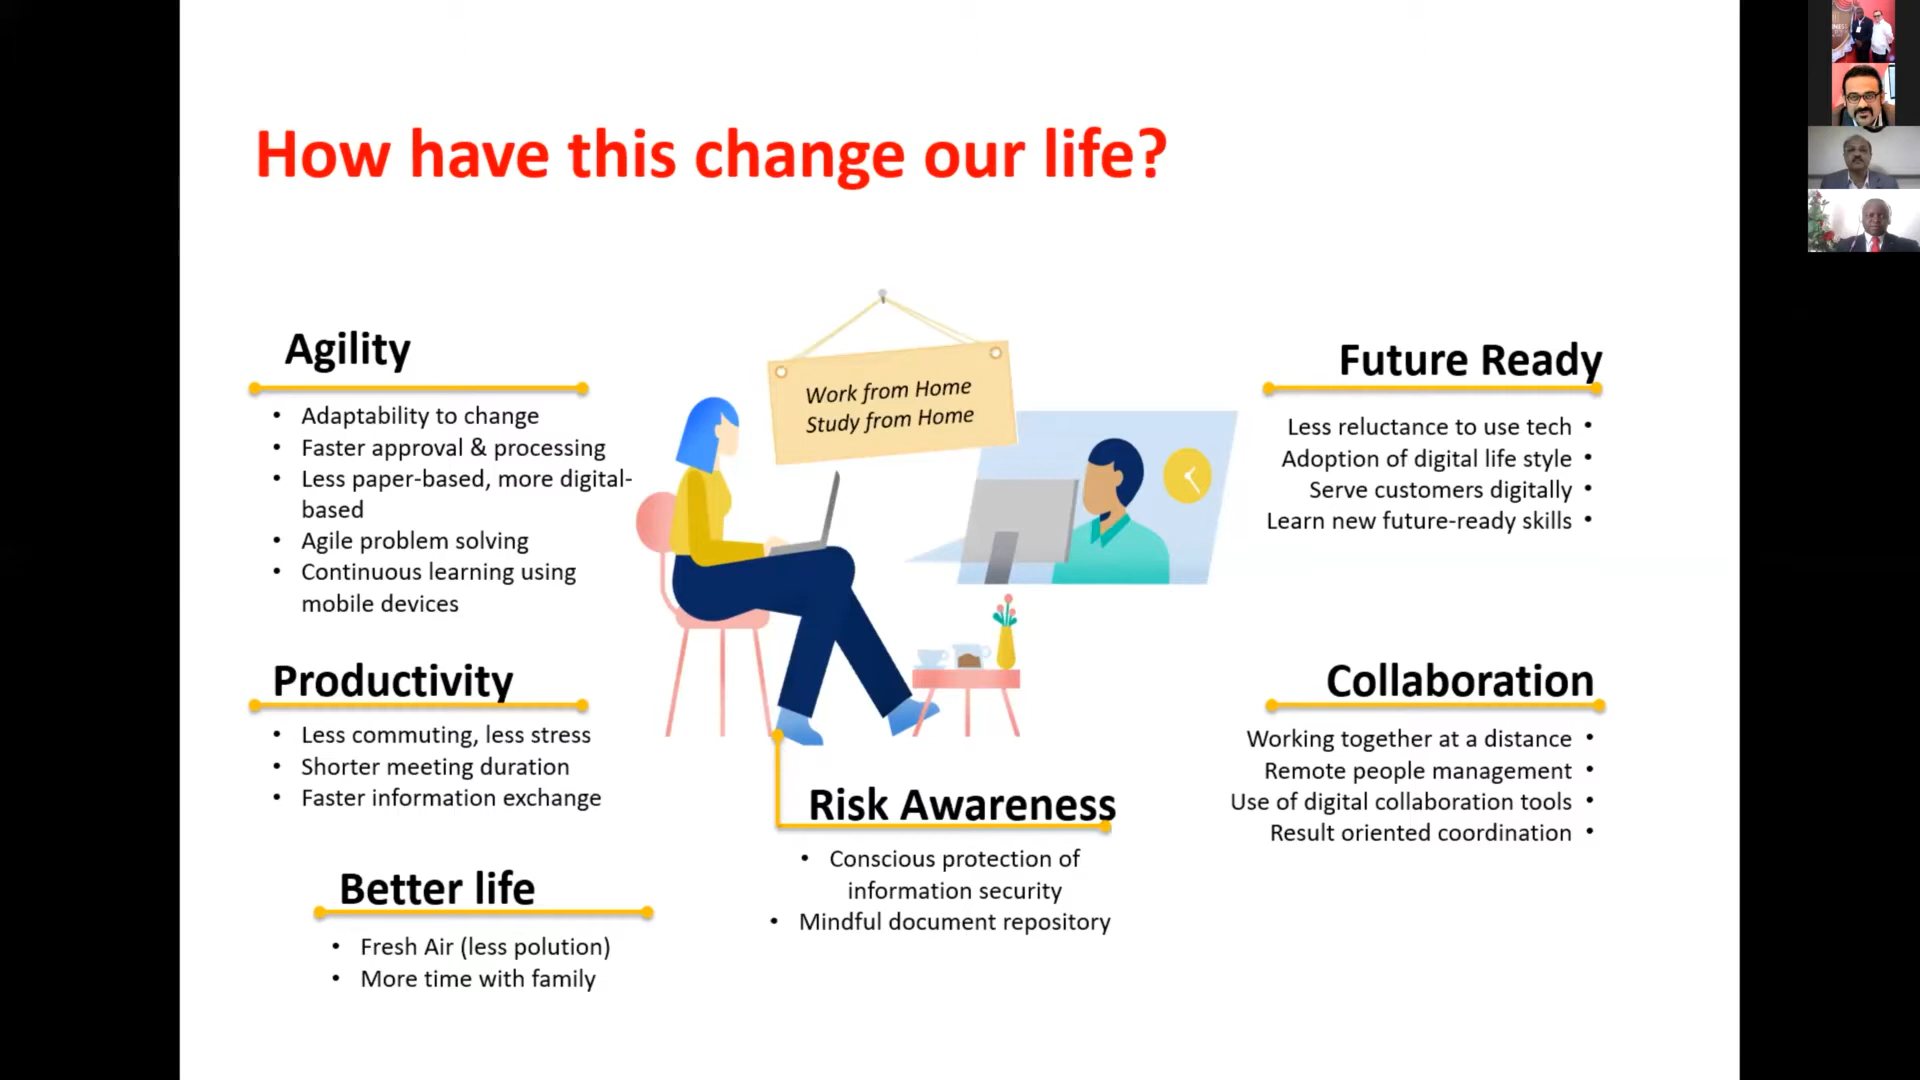 How have this change our life?
Work from Home
Study from Home
Agility
• Adaptability to change
• Faster approval & processing
• Less paper-based, more digital-
based
• Agile problem solving
• Continuous learning using
mobile devices
Productivity
• Less commuting, less stress
• Shorter meeting duration
• Faster information exchange
Better life
• Fresh Air (less polution)
• More time with family
Risk Awareness
• Conscious protection of
information security
• Mindful document repository
Future Ready
Less reluctance to use tech •
Adoption of digital life style •
Serve customers digitally •
Learn new future-ready skills •
Collaboration
Working together at a distance •
Remote people management •
Use of digital collaboration tools •
Result oriented coordination •